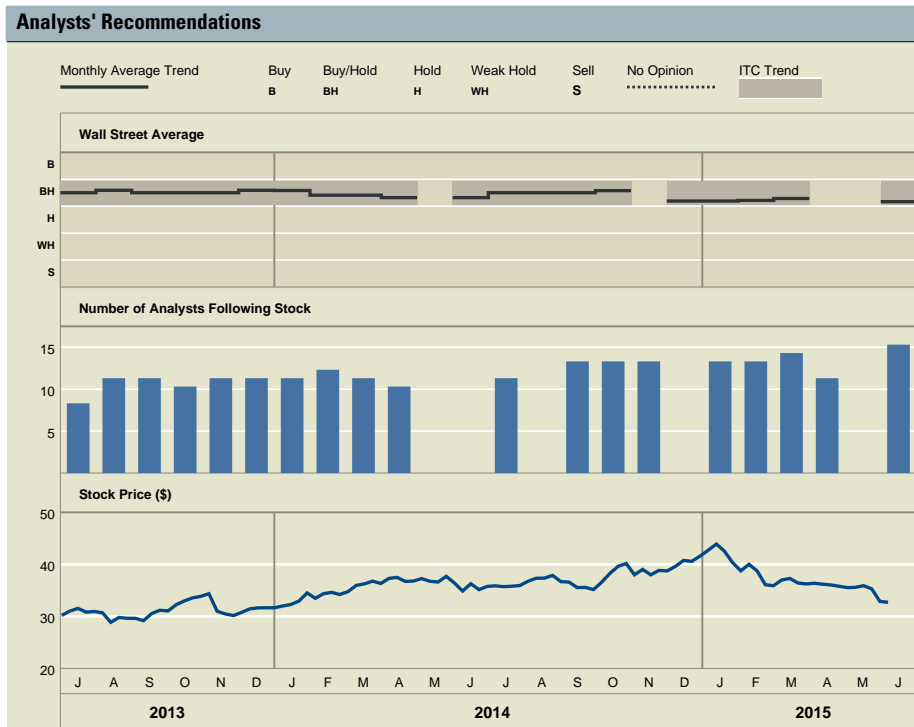 Analysts' Recommendations
Monthly Average Trend Buy Buy/Hold Hold Weak Hold Sell No Opinion ITC Trend
B BH H WH S
Wall Street Average
B
BH
H
WH
S
Number of Analysts Following Stock
15
10
5
Stock Price ($)
50
40
30
20
J A S O N D J F M A M J J A S O N D J F M A M J
2013 2014 2015